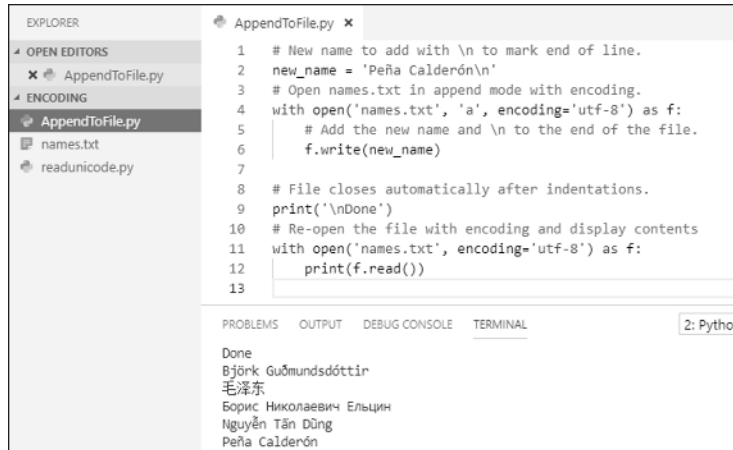 EXPLORER
OPEN EDITORS
AppendToFile.py
ENCODING
AppendToFile.py
names.txt
readunicode.py
AppendToFile.py
1 # New name to add with \n to mark end of line.
2 new_name = 'Peña Calderón\n'
3 # Open names.txt in append mode with encoding.
4 with open('names.txt', 'a', encoding='utf-8') as f:
5 # Add the new name and \n to the end of the file.
6 f.write(new_name)
7
8 # File closes automatically after indentations.
9 print('\nDone')
10 # Re-open the file with encoding and display contents
11 with open('names.txt', encoding='utf-8') as f:
12 print(f.read())
13
PROBLEMS OUTPUT DEBUG CONSOLE TERMINAL 2: Pytho
Done
Björk Guðmundsdóttir
毛泽东
Борис Николаевич Ельцин
Nguyễn Tấn Dũng
Peña Calderón